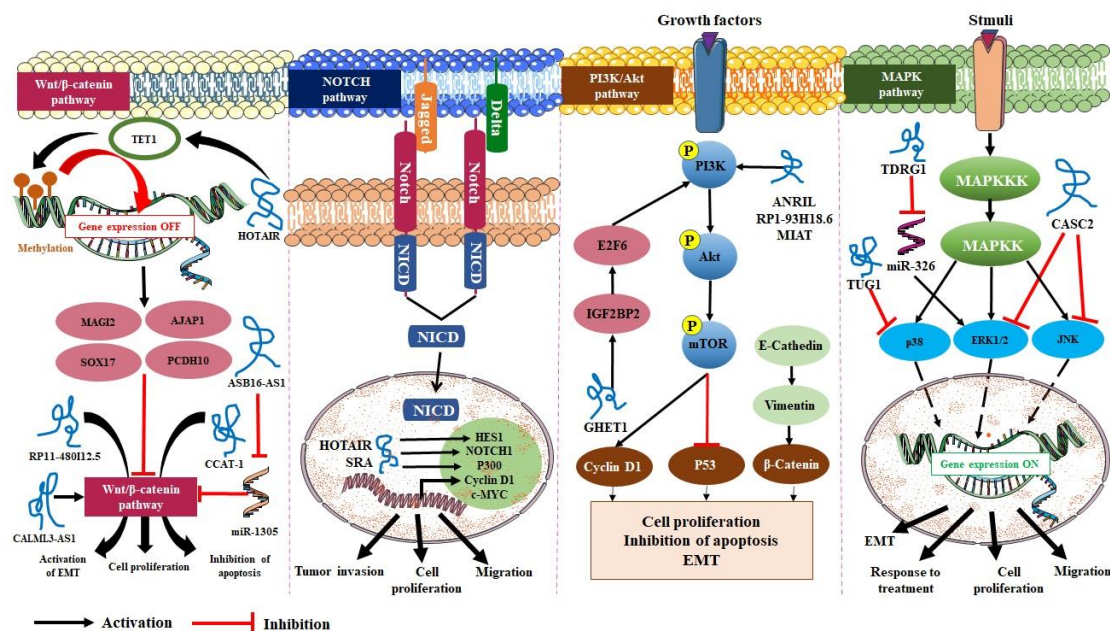 Wnt/β-catenin
pathway
TET1
HOTAIR
Gene expression OFF
Methylation
MAGI2
AJAP1
SOX17
PCDH10
ASB16-AS1
RP11-480I12.5
CCAT-1
Wnt/β-catenin
pathway
CALML3-AS1
miR-1305
Activation
of EMT
Cell proliferation
Inhibition of
apoptosis
NOTCH
pathway
Jagged
Delta
Notch
Notch
NICD
NICD
NICD
NICD
HOTAIR
SRA
HES1
NOTCH1
P300
Cyclin D1
c-MYC
Tumor invasion
Cell
proliferation
Migration
Growth factors
PI3K/Akt
pathway
P
PI3K
ANRIL
RP1-93H18.6
MIAT
E2F6
P
Akt
IGF2BP2
P
mTOR
E-Cathedin
Vimentin
GHET1
Cyclin D1
P53
β-Catenin
Cell proliferation
Inhibition of apoptosis
EMT
Stmuli
MAPK
pathway
TDRG1
MAPKKK
CASC2
MAPKK
miR-326
TUG1
p38
ERK1/2
JNK
Gene expression ON
EMT
Response to
treatment
Cell
proliferation
Migration
Activation
Inhibition